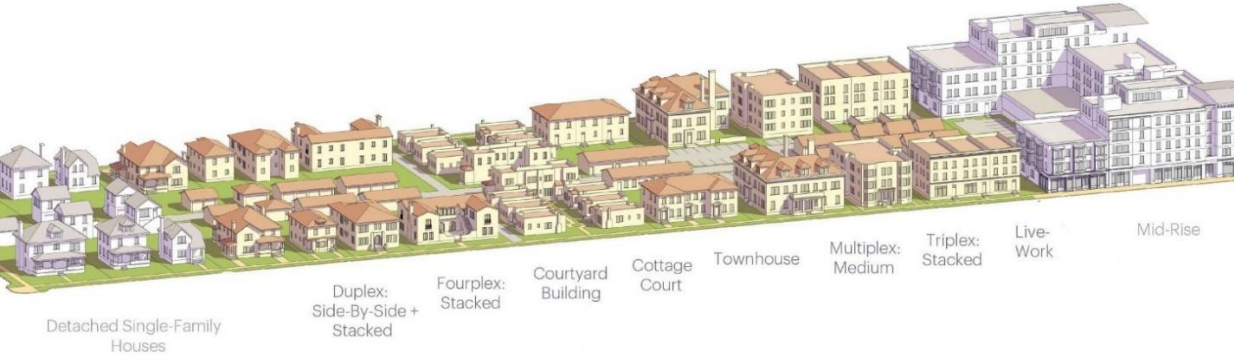 Detached Single-Family
Houses
Duplex:
Side-By-Side +
Stacked
Fourplex:
Stacked
Courtyard
Building
Cottage
Court
Townhouse
Multiplex:
Medium
Triplex:
Stacked
Live-
Work
Mid-Rise